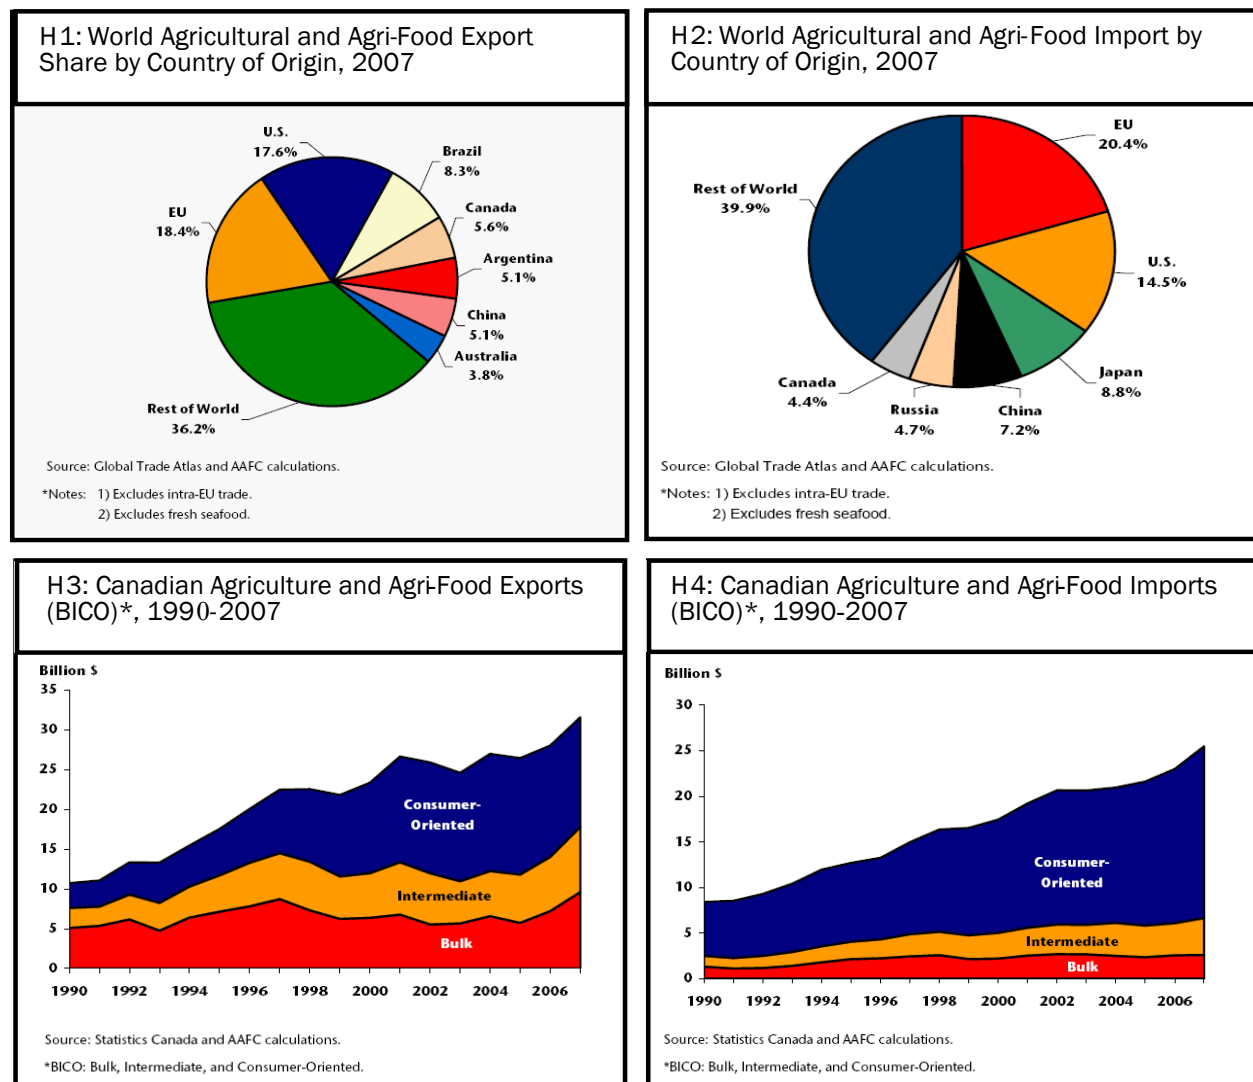 H1: World Agricultural and Agri-Food Export
Share by Country of Origin, 2007
U.S.
17.6%
Brazil
8.3%
Canada
5.6%
EU
18.4%
Argentina
5.1%
China
5.1%
Australia
3.8%
Rest of World
36.2%
Source: Global Trade Atlas and AAFC calculations.
*Notes: 1) Excludes intra-EU trade.
2) Excludes fresh seafood.
H2: World Agricultural and Agri-Food Import by
Country of Origin, 2007
EU
20.4%
Rest of World
39.9%
U.S.
14.5%
Japan
8.8%
Canada
4.4%
Russia
4.7%
China
7.2%
Source: Global Trade Atlas and AAFC calculations.
*Notes: 1) Excludes intra-EU trade.
2) Excludes fresh seafood.
H3: Canadian Agriculture and Agri-Food Exports
(BICO)*, 1990-2007
Billion $
35
30
25
20
15
10
5
0
Consumer-
Oriented
Intermediate
Bulk
1990 1992 1994 1996 1998 2000 2002 2004 2006
Source: Statistics Canada and AAFC calculations.
*BICO: Bulk, Intermediate, and Consumer-Oriented.
H4: Canadian Agriculture and Agri-Food Imports
(BICO)*, 1990-2007
Billion $
30
25
20
15
10
5
0
Consumer-
Oriented
Intermediate
Bulk
1990 1992 1994 1996 1998 2000 2002 2004 2006
Source: Statistics Canada and AAFC calculations.
*BICO: Bulk, Intermediate, and Consumer-Oriented.